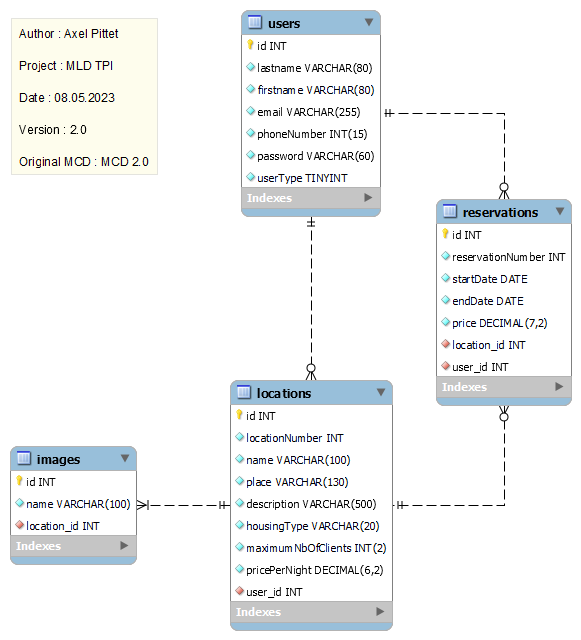 Author : Axel Pittet
Project : MLD TPI
Date : 08.05.2023
Version : 2.0
Original MCD : MCD 2.0
users
id INT
lastname VARCHAR(80)
firstname VARCHAR(80)
email VARCHAR(255)
phoneNumber INT(15)
password VARCHAR(60)
userType TINYINT
Indexes
reservations
id INT
reservationNumber INT
startDate DATE
endDate DATE
price DECIMAL(7,2)
location_id INT
user_id INT
Indexes
locations
id INT
locationNumber INT
name VARCHAR(100)
place VARCHAR(130)
description VARCHAR(500)
housingType VARCHAR(20)
maximumNbOfClients INT(2)
pricePerNight DECIMAL(6,2)
user_id INT
Indexes
images
id INT
name VARCHAR(100)
location_id INT
Indexes